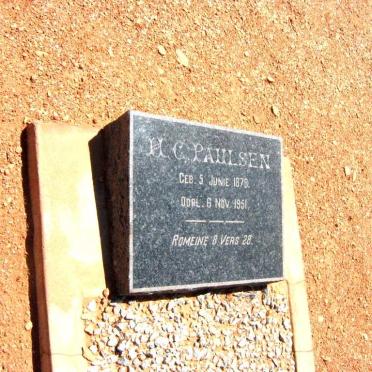 H. C. PAULSEN
GEB. 5 JUNIE 1879.
OORL. 6 NOV. 1951.
ROMEINE 8 VERS 28.